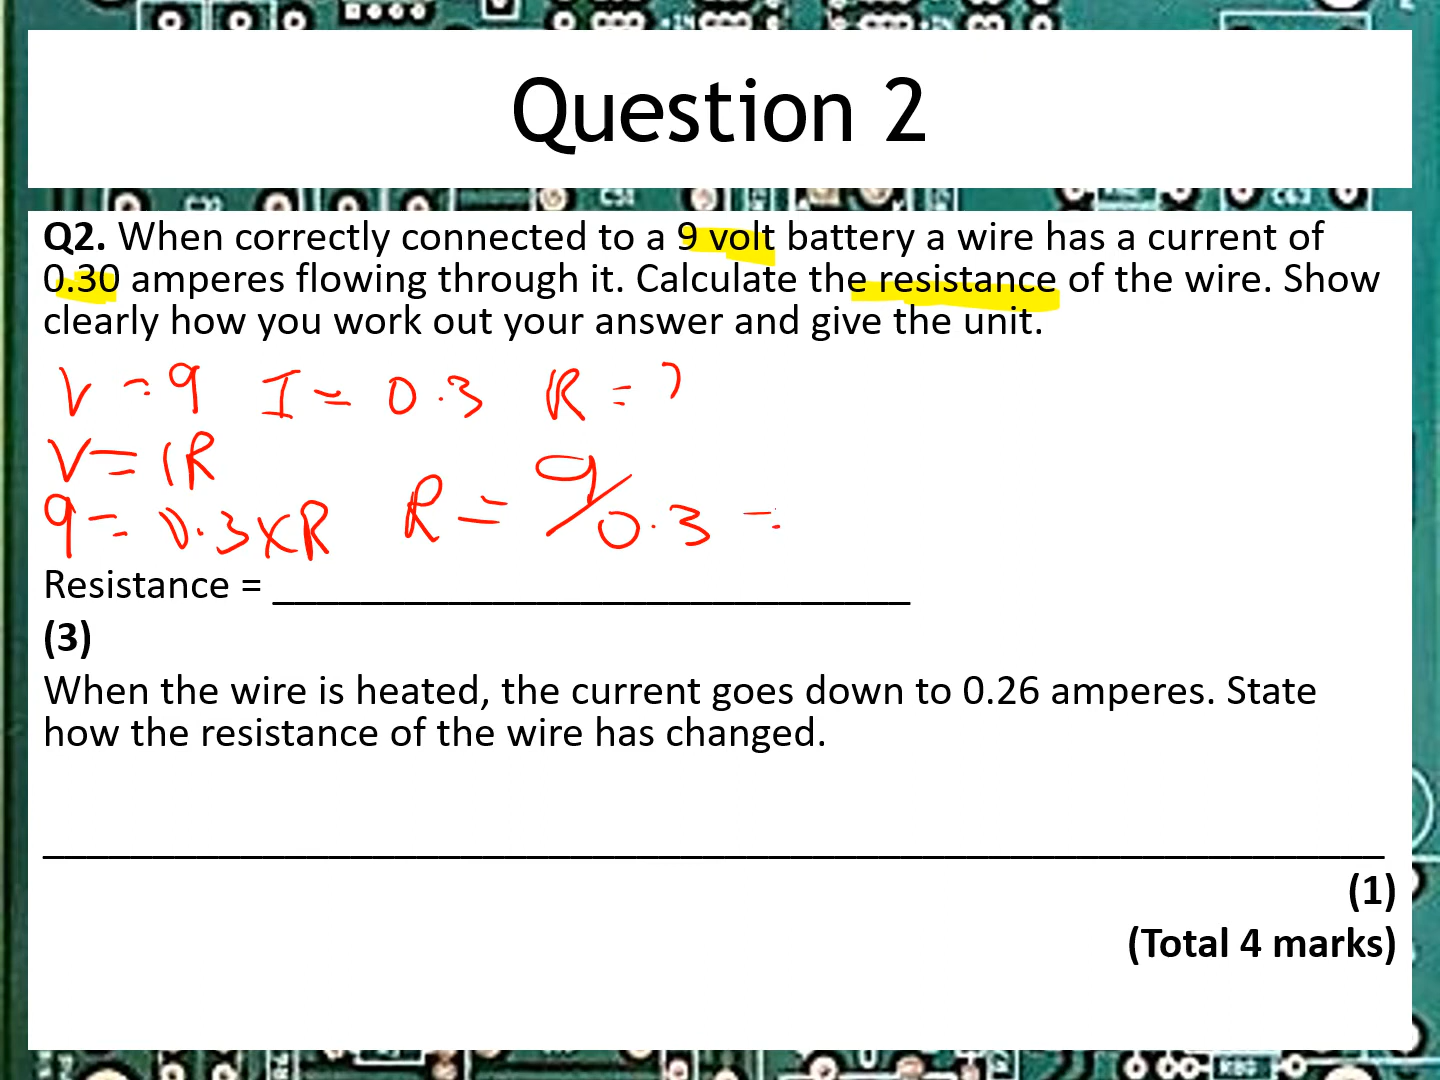 Question 2
Q2. When correctly connected to a 9 volt battery a wire has a current of
0.30 amperes flowing through it. Calculate the resistance of the wire. Show
clearly how you work out your answer and give the unit.
V = 9 I = 0.3 R = ?
V = IR
9 = 0.3 x R R = 9/0.3 =
Resistance = ______________________________
(3)
When the wire is heated, the current goes down to 0.26 amperes. State
how the resistance of the wire has changed.
_______________________________________________________________
(1)
(Total 4 marks)